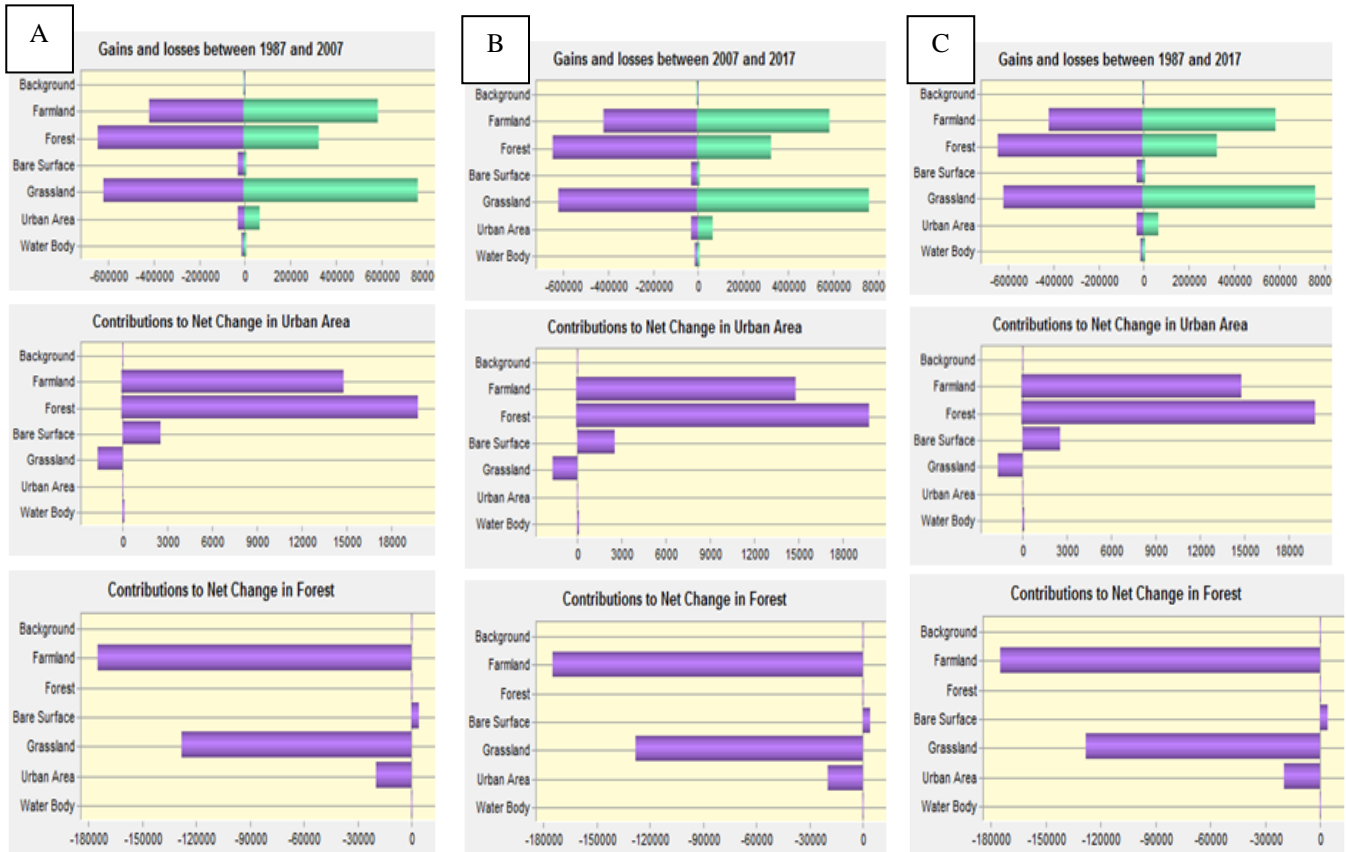 A
Gains and losses between 1987 and 2007
Background
Farmland
Forest
Bare Surface
Grassland
Urban Area
Water Body
-600000 -400000 -200000 0 200000 400000 600000 8000
Contributions to Net Change in Urban Area
Background
Farmland
Forest
Bare Surface
Grassland
Urban Area
Water Body
0 3000 6000 9000 12000 15000 18000
Contributions to Net Change in Forest
Background
Farmland
Forest
Bare Surface
Grassland
Urban Area
Water Body
-180000 -150000 -120000 -90000 -60000 -30000 0
B
Gains and losses between 2007 and 2017
Background
Farmland
Forest
Bare Surface
Grassland
Urban Area
Water Body
-600000 -400000 -200000 0 200000 400000 600000 8000
Contributions to Net Change in Urban Area
Background
Farmland
Forest
Bare Surface
Grassland
Urban Area
Water Body
0 3000 6000 9000 12000 15000 18000
Contributions to Net Change in Forest
Background
Farmland
Forest
Bare Surface
Grassland
Urban Area
Water Body
-180000 -150000 -120000 -90000 -60000 -30000 0
C
Gains and losses between 1987 and 2017
Background
Farmland
Forest
Bare Surface
Grassland
Urban Area
Water Body
-600000 -400000 -200000 0 200000 400000 600000 8000
Contributions to Net Change in Urban Area
Background
Farmland
Forest
Bare Surface
Grassland
Urban Area
Water Body
0 3000 6000 9000 12000 15000 18000
Contributions to Net Change in Forest
Background
Farmland
Forest
Bare Surface
Grassland
Urban Area
Water Body
-180000 -150000 -120000 -90000 -60000 -30000 0